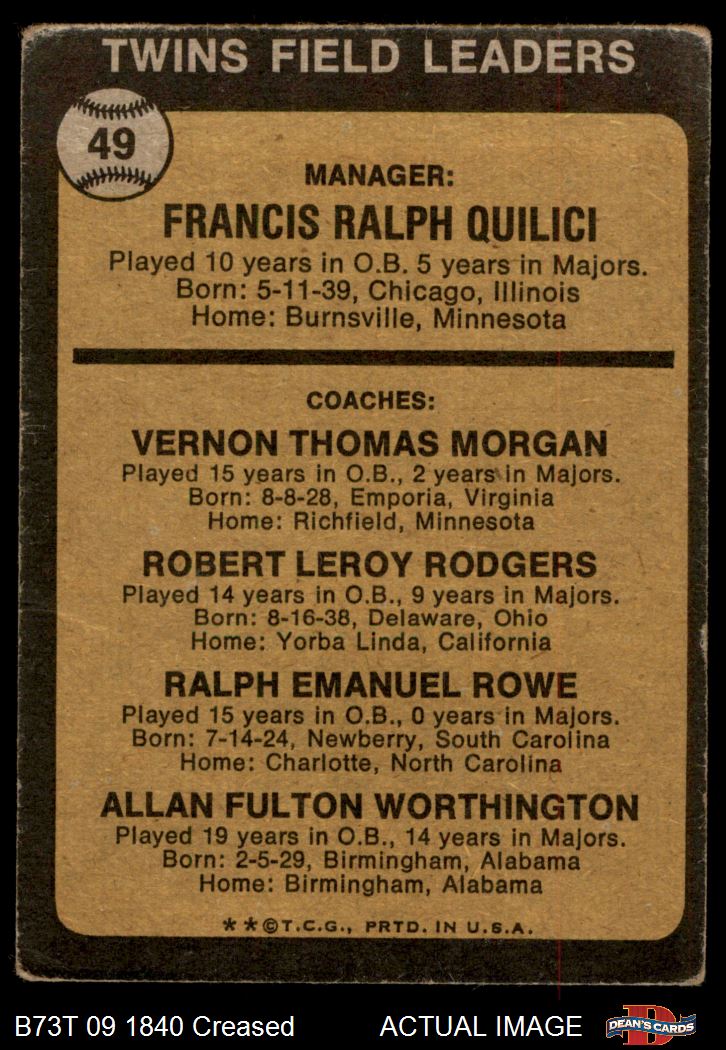 TWINS FIELD LEADERS
49
MANAGER:
FRANCIS RALPH QUILICI
Played 10 years in O.B. 5 years in Majors.
Born: 5-11-39, Chicago, Illinois
Home: Burnsville, Minnesota
COACHES:
VERNON THOMAS MORGAN
Played 15 years in O.B., 2 years in Majors.
Born: 8-8-28, Emporia, Virginia
Home: Richfield, Minnesota
ROBERT LEROY RODGERS
Played 14 years in O.B., 9 years in Majors.
Born: 8-16-38, Delaware, Ohio
Home: Yorba Linda, California
RALPH EMANUEL ROWE
Played 15 years in O.B., 0 years in Majors.
Born: 7-14-24, Newberry, South Carolina
Home: Charlotte, North Carolina
ALLAN FULTON WORTHINGTON
Played 19 years in O.B., 14 years in Majors.
Born: 2-5-29, Birmingham, Alabama
Home: Birmingham, Alabama
* * © T.C.G., PRTD. IN U.S.A.
B73T 09 1840 Creased ACTUAL IMAGE D DEAN'S CARDS